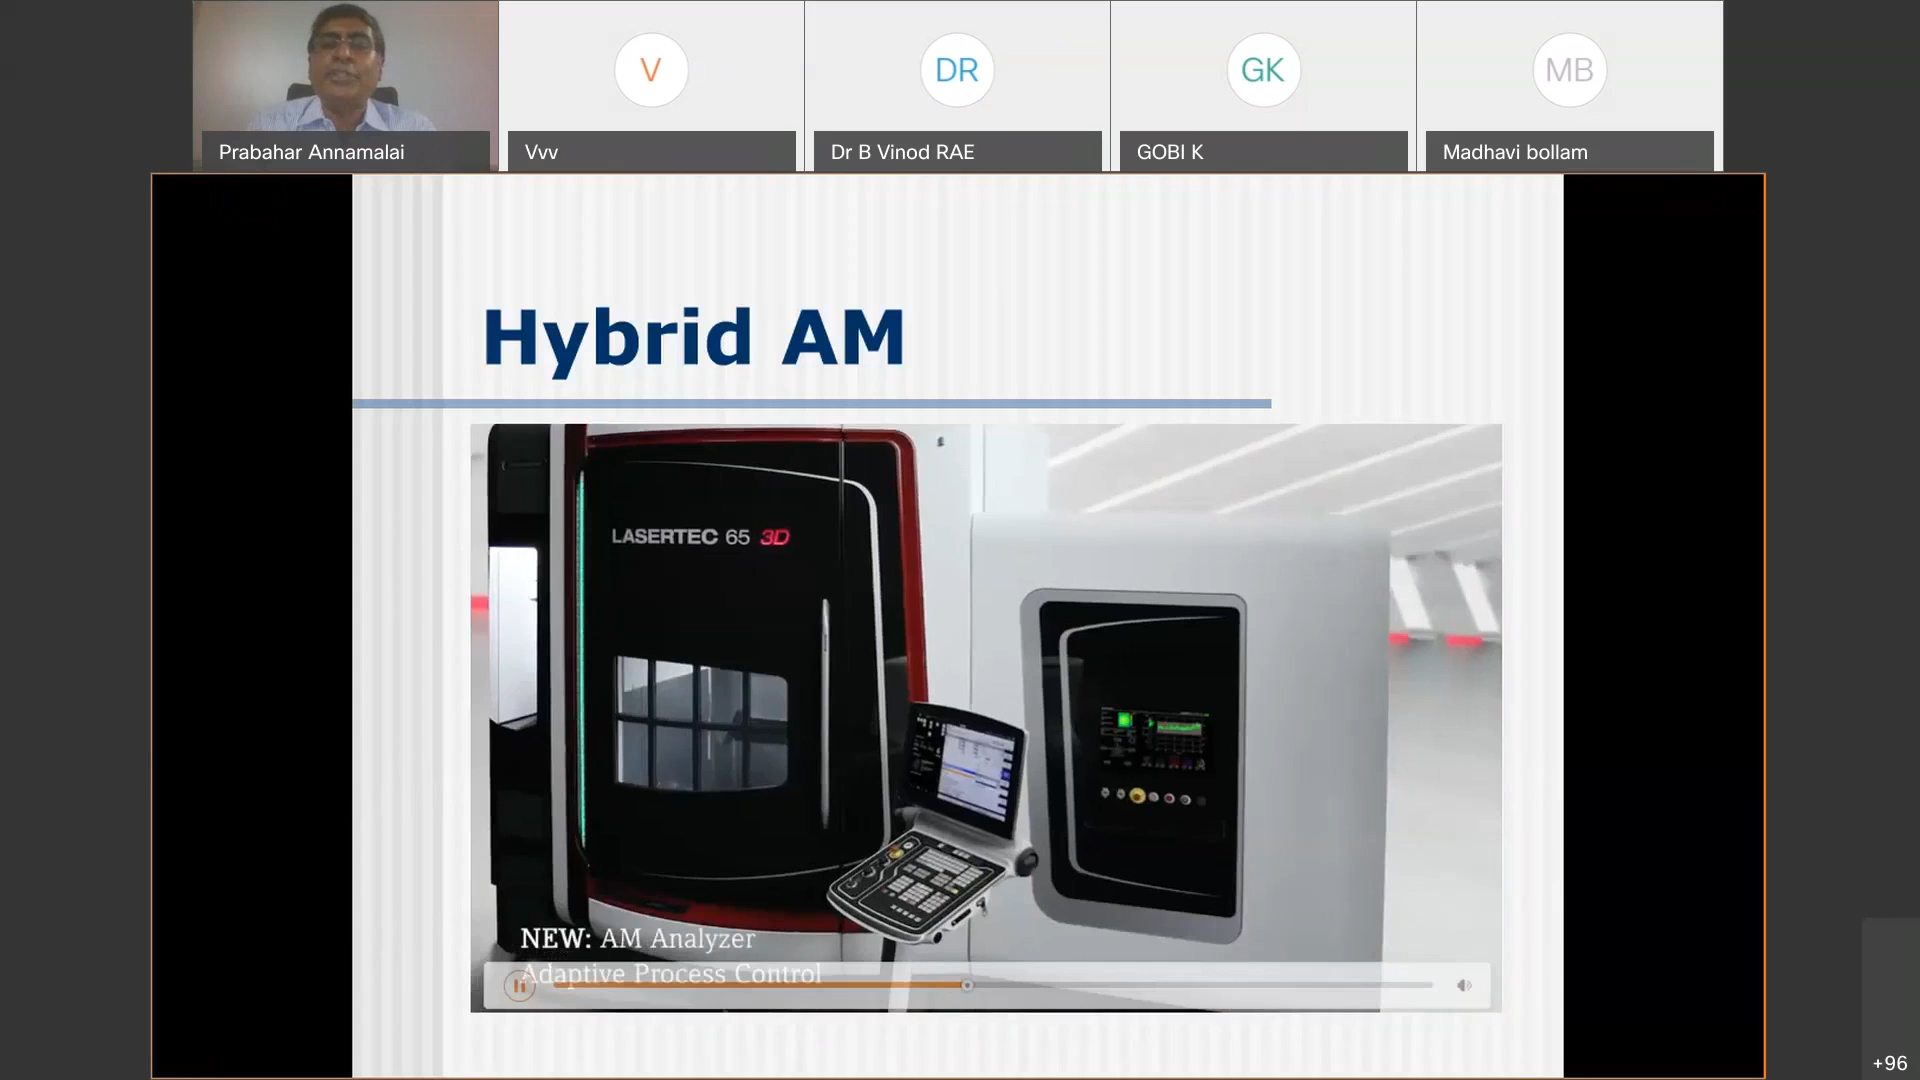 V
DR
GK
MB
Prabahar Annamalai
Vvv
Dr B Vinod RAE
GOBI K
Madhavi bollam
Hybrid AM
LASERTEC 65 3D
NEW: AM Analyzer
Adaptive Process Control
+96